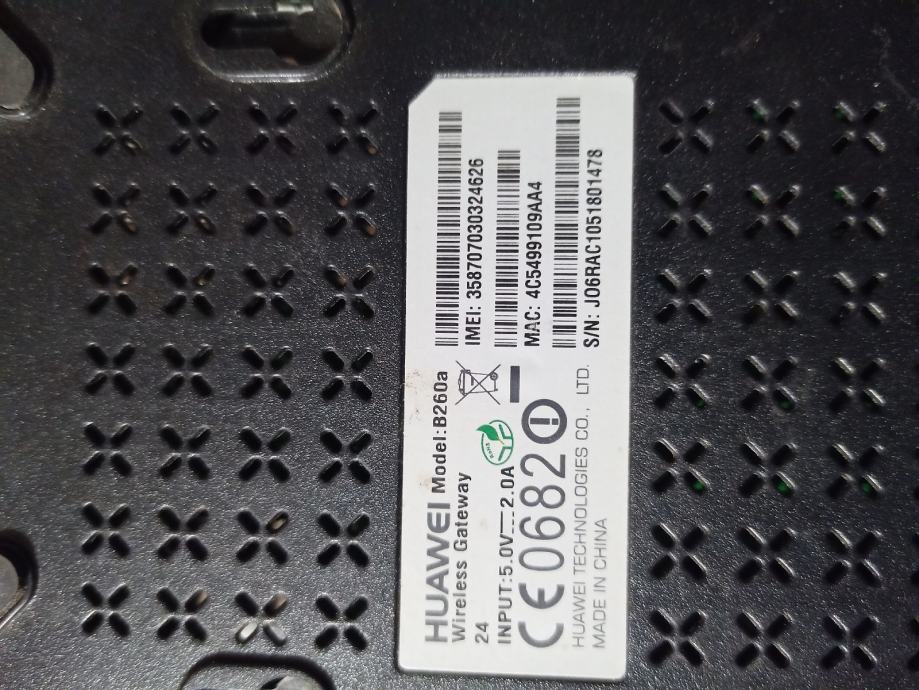 HUAWEI Model:B260a
Wireless Gateway
24
INPUT:5.0V⎓2.0A
CE0682
HUAWEI TECHNOLOGIES CO., LTD.
MADE IN CHINA
IMEI: 358707030324626
MAC: 4C5499109AA4
S/N: J06RAC1051801478